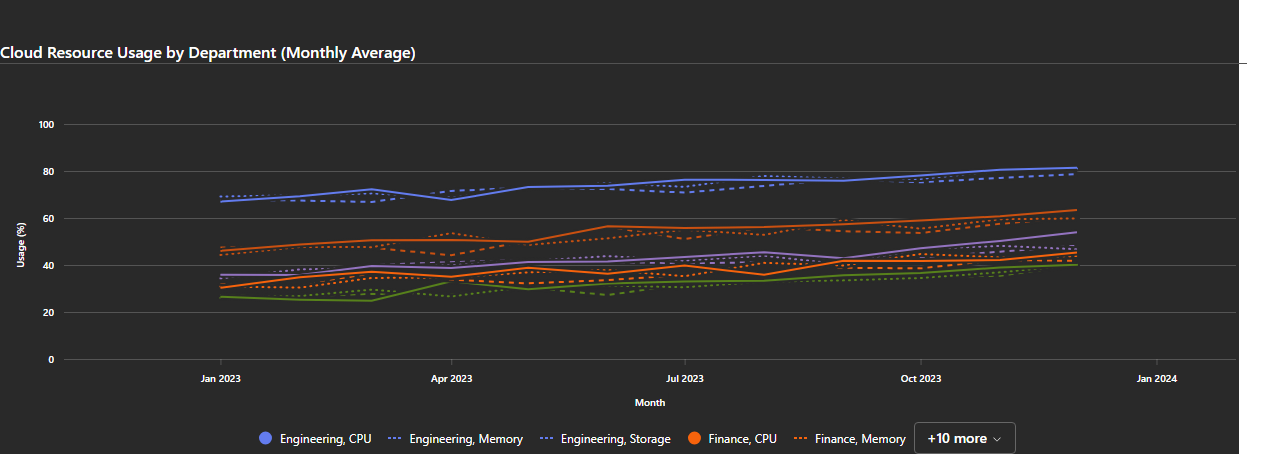 Cloud Resource Usage by Department (Monthly Average)
100
80
60
40
20
0
Usage (%)
Jan 2023 Apr 2023 Jul 2023 Oct 2023 Jan 2024
Month
Engineering, CPU Engineering, Memory Engineering, Storage Finance, CPU Finance, Memory +10 more